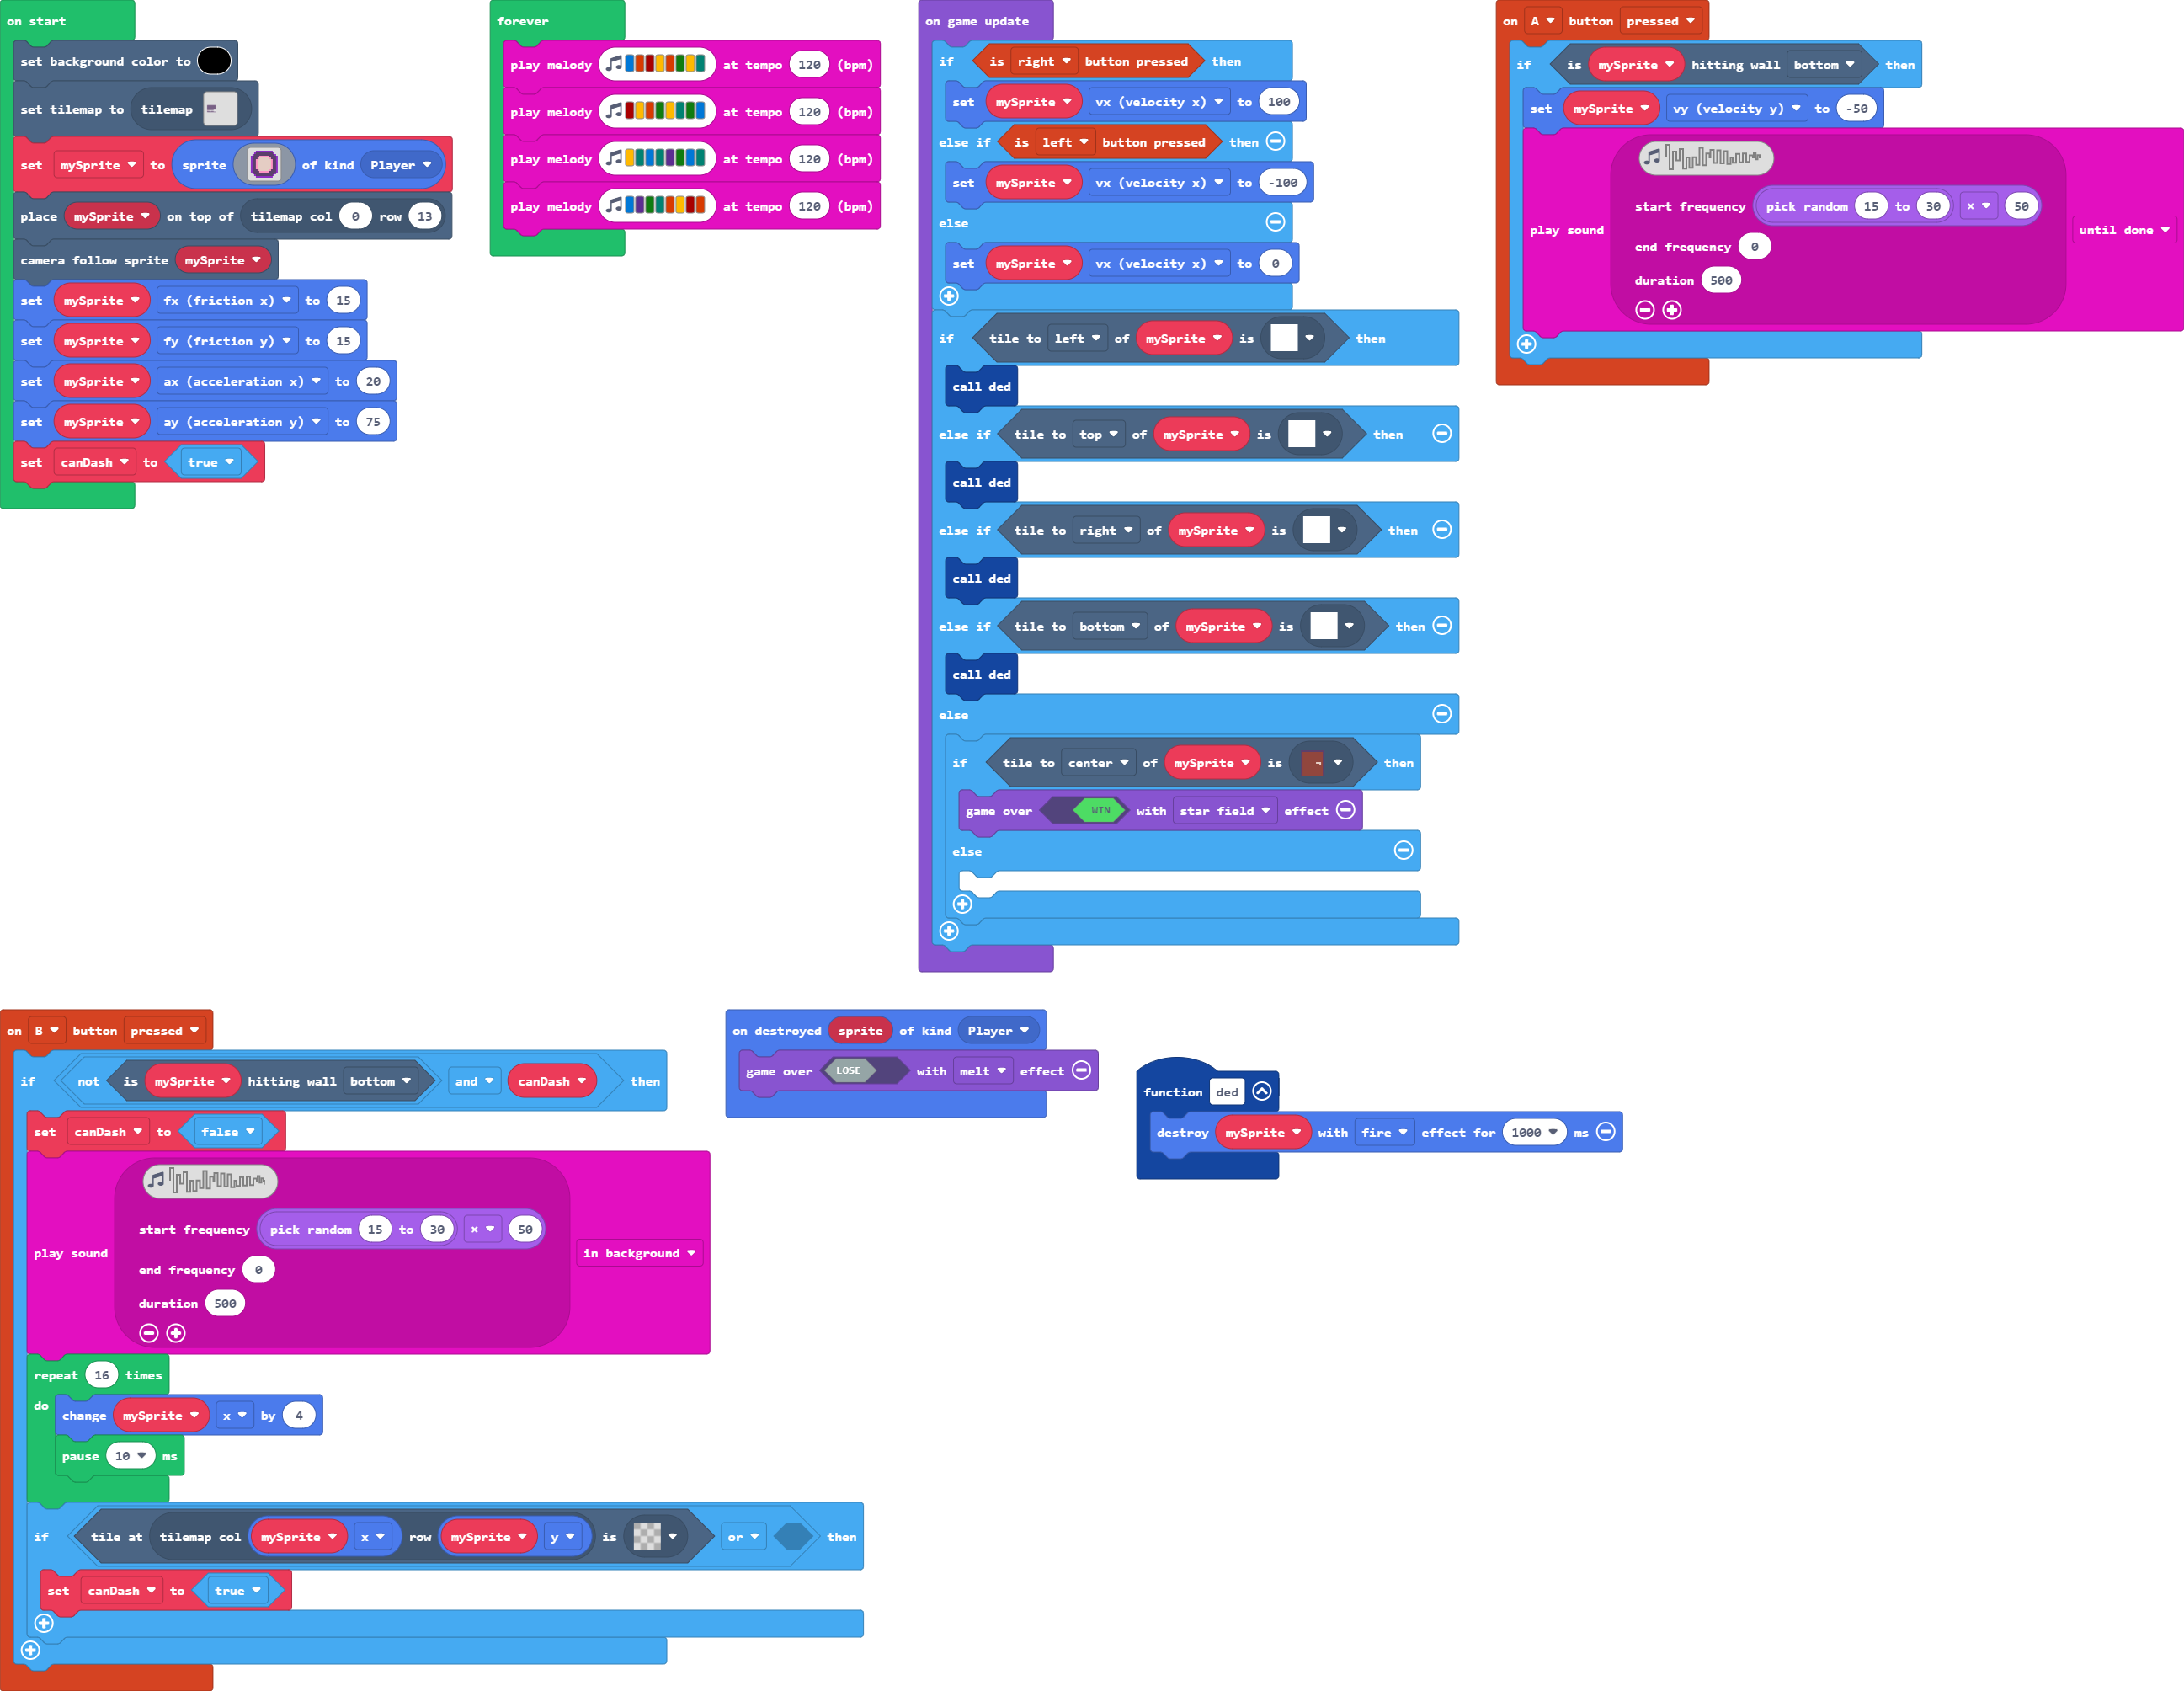 on start
set background color to
set tilemap to tilemap
set mySprite to sprite of kind Player
place mySprite on top of tilemap col 0 row 13
camera follow sprite mySprite
set mySprite fx (friction x) to 15
set mySprite fy (friction y) to 15
set mySprite ax (acceleration x) to 20
set mySprite ay (acceleration y) to 75
set canDash to true
forever
play melody at tempo 120 (bpm)
play melody at tempo 120 (bpm)
play melody at tempo 120 (bpm)
play melody at tempo 120 (bpm)
on game update
if is right button pressed then
set mySprite vx (velocity x) to 100
else if is left button pressed then
set mySprite vx (velocity x) to -100
else
set mySprite vx (velocity x) to 0
if tile to left of mySprite is then
call ded
else if tile to top of mySprite is then
call ded
else if tile to right of mySprite is then
call ded
else if tile to bottom of mySprite is then
call ded
else
if tile to center of mySprite is then
game over WIN with star field effect
else
on A button pressed
if is mySprite hitting wall bottom then
set mySprite vy (velocity y) to -50
start frequency pick random 15 to 30 × 50
play sound until done
end frequency 0
duration 500
on B button pressed
if not is mySprite hitting wall bottom and canDash then
set canDash to false
start frequency pick random 15 to 30 × 50
play sound in background
end frequency 0
duration 500
repeat 16 times
do
change mySprite x by 4
pause 10 ms
if tile at tilemap col mySprite x row mySprite y is or then
set canDash to true
on destroyed sprite of kind Player
game over LOSE with melt effect
function ded
destroy mySprite with fire effect for 1000 ms